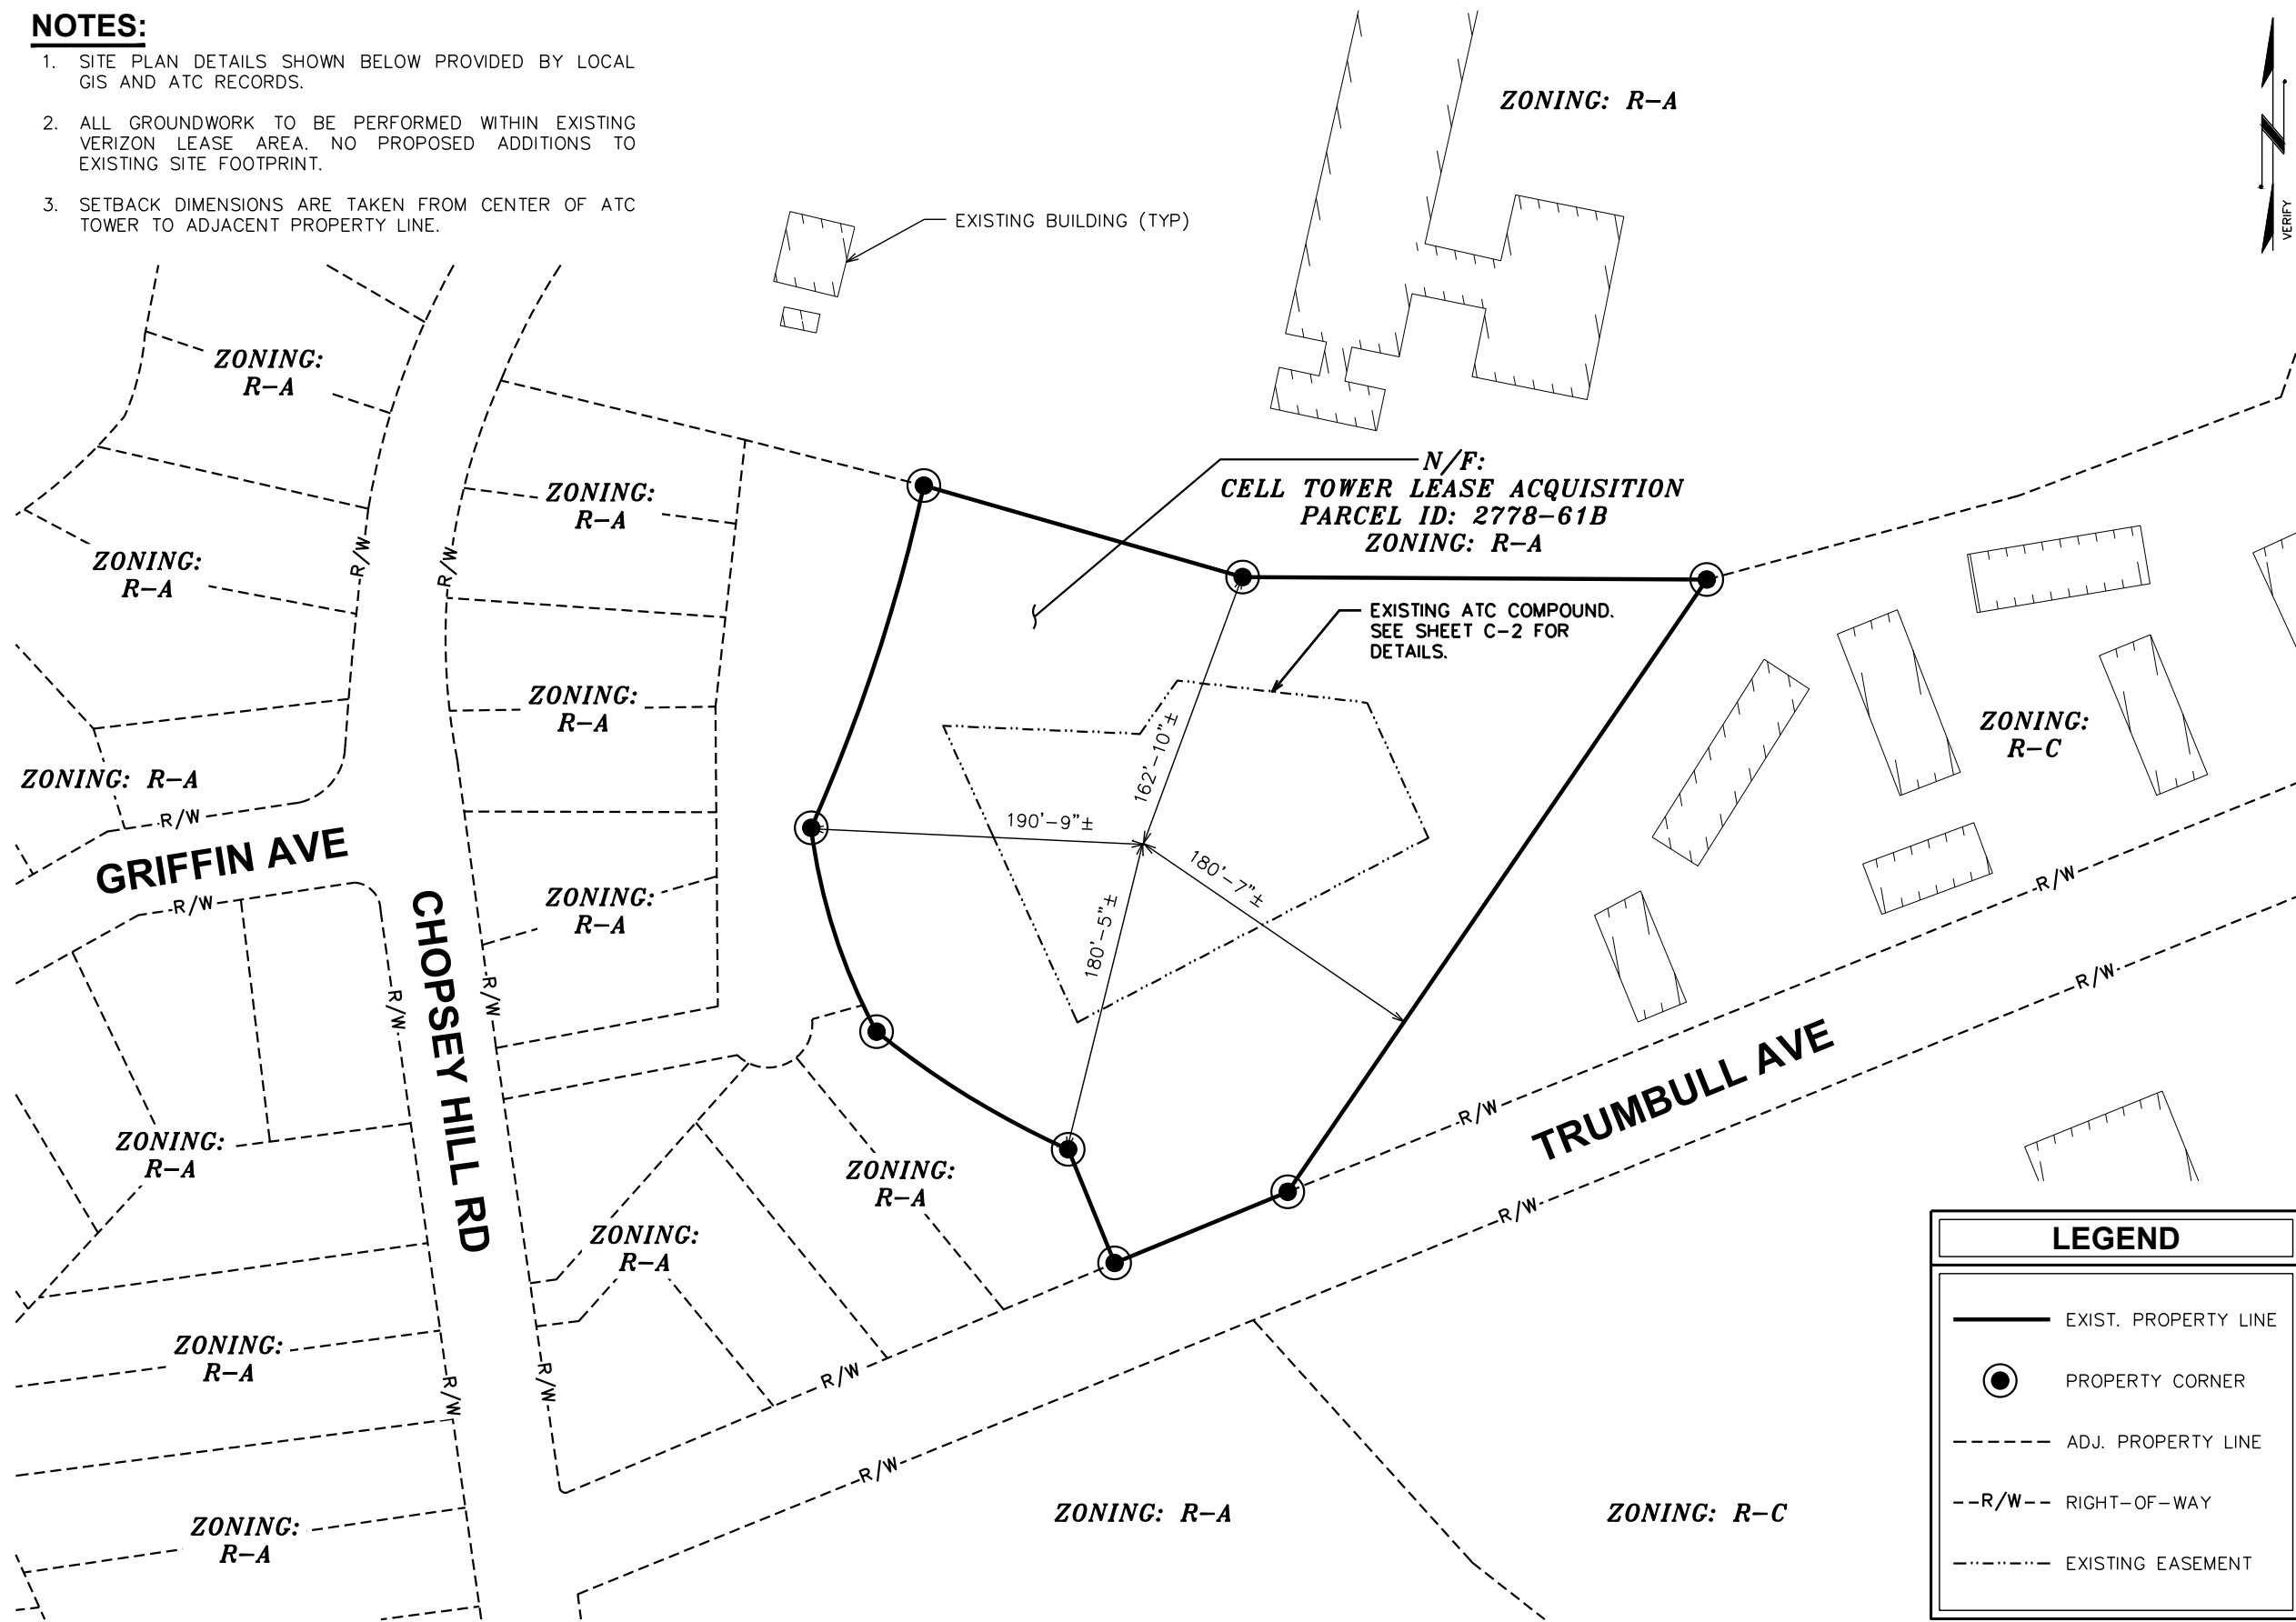 NOTES:
1. SITE PLAN DETAILS SHOWN BELOW PROVIDED BY LOCAL
GIS AND ATC RECORDS.
2. ALL GROUNDWORK TO BE PERFORMED WITHIN EXISTING
VERIZON LEASE AREA. NO PROPOSED ADDITIONS TO
EXISTING SITE FOOTPRINT.
3. SETBACK DIMENSIONS ARE TAKEN FROM CENTER OF ATC
TOWER TO ADJACENT PROPERTY LINE.
ZONING: R-A
VERIFY
EXISTING BUILDING (TYP)
ZONING:
R-A
ZONING:
R-A
N/F:
CELL TOWER LEASE ACQUISITION
PARCEL ID: 2778-61B
ZONING: R-A
R/W
R/W
ZONING:
R-A
EXISTING ATC COMPOUND.
SEE SHEET C-2 FOR
DETAILS.
ZONING:
R-A
ZONING:
R-C
ZONING: R-A
162'-10"±
R/W
190'-9"±
GRIFFIN AVE
180'-7"±
R/W
R/W
ZONING:
R-A
180'-5"±
CHOPSEY HILL RD
R/W
R/W
R/W
TRUMBULL AVE
R/W
ZONING:
R-A
ZONING:
R-A
R/W
ZONING:
R-A
ZONING:
R-A
R/W
R/W
R/W
R/W
ZONING:
R-A
ZONING: R-A
ZONING: R-C
LEGEND
EXIST. PROPERTY LINE
PROPERTY CORNER
ADJ. PROPERTY LINE
--R/W-- RIGHT-OF-WAY
EXISTING EASEMENT